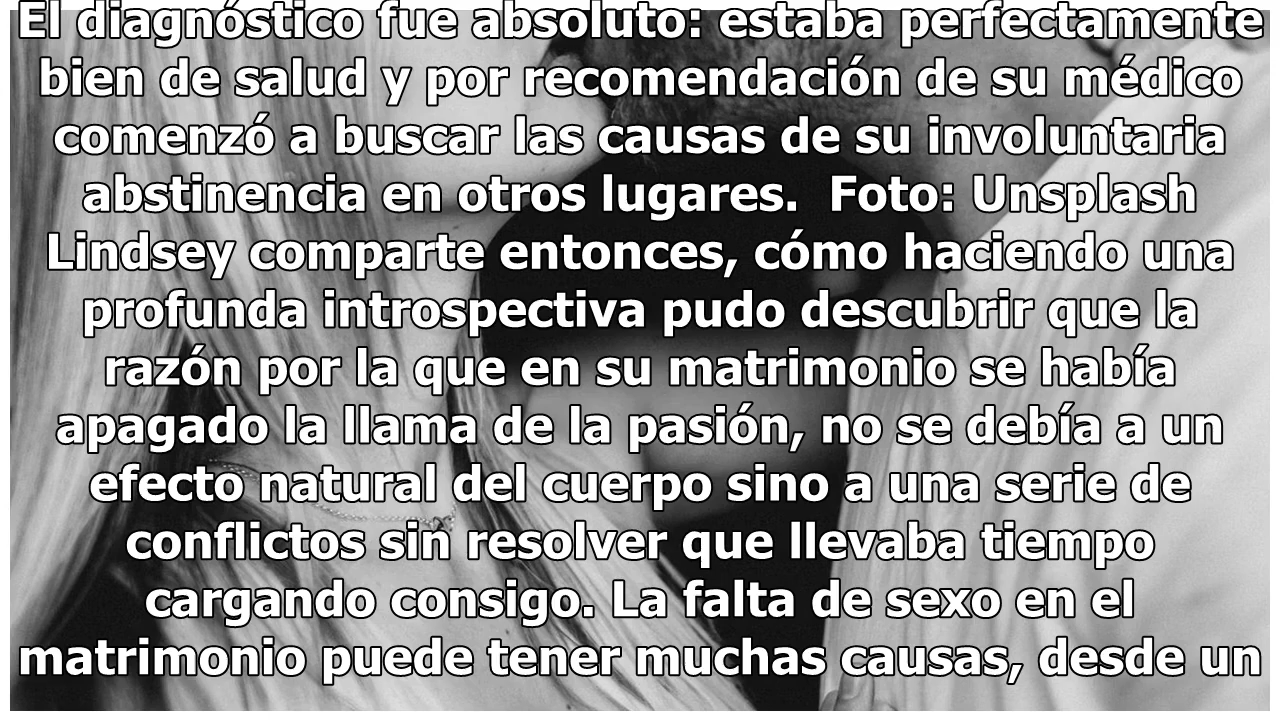 El diagnóstico fue absoluto: estaba perfectamente
bien de salud y por recomendación de su médico
comenzó a buscar las causas de su involuntaria
abstinencia en otros lugares.  Foto: Unsplash
Lindsey comparte entonces, cómo haciendo una
profunda introspectiva pudo descubrir que la
razón por la que en su matrimonio se había
apagado la llama de la pasión, no se debía a un
efecto natural del cuerpo sino a una serie de
conflictos sin resolver que llevaba tiempo
cargando consigo. La falta de sexo en el
matrimonio puede tener muchas causas, desde un